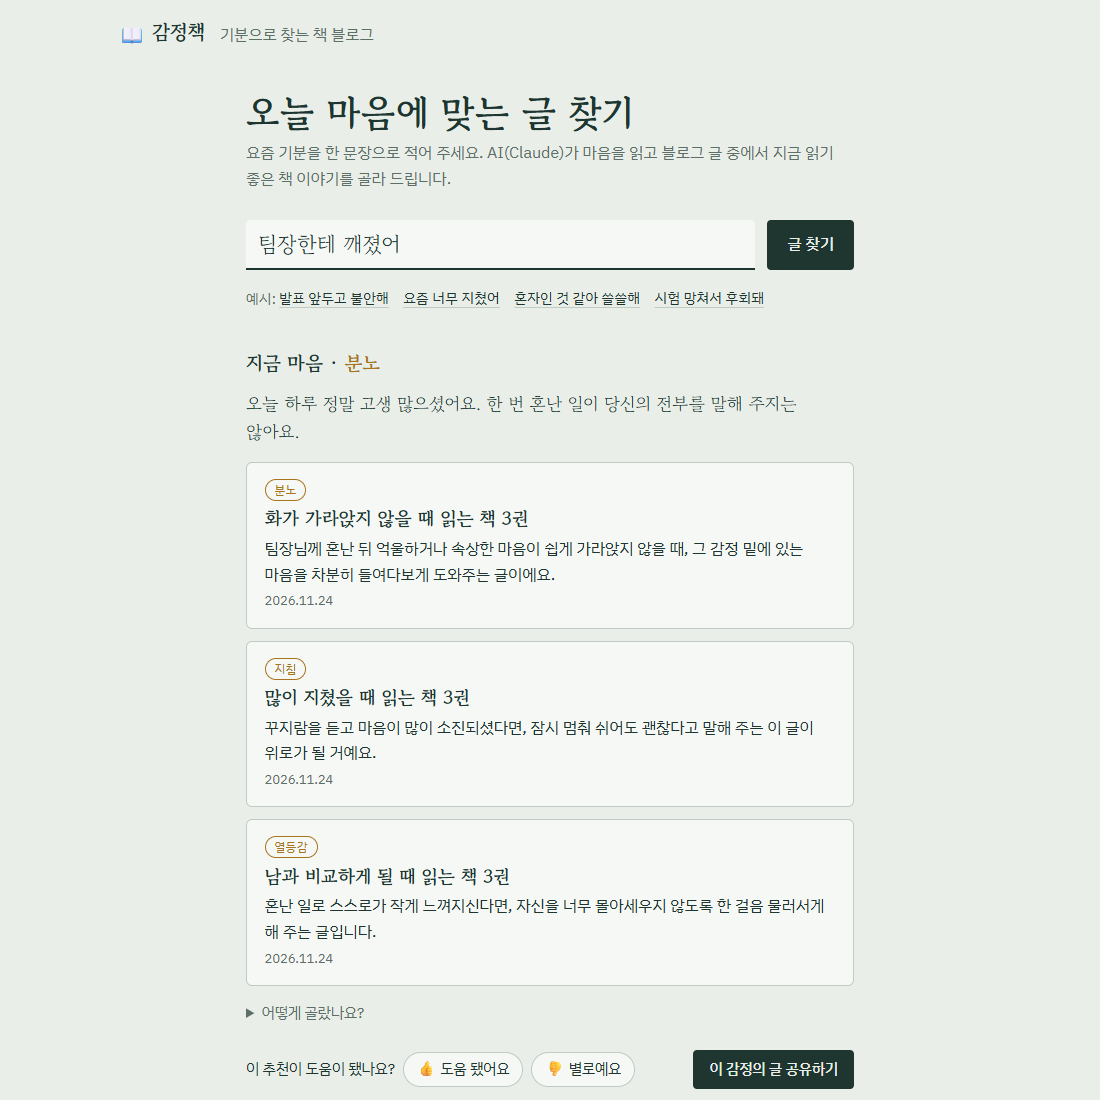 감정책 기분으로 찾는 책 블로그
오늘 마음에 맞는 글 찾기
요즘 기분을 한 문장으로 적어 주세요. AI(Claude)가 마음을 읽고 블로그 글 중에서 지금 읽기
좋은 책 이야기를 골라 드립니다.
팀장한테 깨졌어
글 찾기
예시: 발표 앞두고 불안해 요즘 너무 지쳤어 혼자인 것 같아 쓸쓸해 시험 망쳐서 후회돼
지금 마음 · 분노
오늘 하루 정말 고생 많으셨어요. 한 번 혼난 일이 당신의 전부를 말해 주지는
않아요.
분노
화가 가라앉지 않을 때 읽는 책 3권
팀장님께 혼난 뒤 억울하거나 속상한 마음이 쉽게 가라앉지 않을 때, 그 감정 밑에 있는
마음을 차분히 들여다보게 도와주는 글이에요.
2026.11.24
지침
많이 지쳤을 때 읽는 책 3권
꾸지람을 듣고 마음이 많이 소진되셨다면, 잠시 멈춰 쉬어도 괜찮다고 말해 주는 이 글이
위로가 될 거예요.
2026.11.24
열등감
남과 비교하게 될 때 읽는 책 3권
혼난 일로 스스로가 작게 느껴지신다면, 자신을 너무 몰아세우지 않도록 한 걸음 물러서게
해 주는 글입니다.
2026.11.24
▶ 어떻게 골랐나요?
이 추천이 도움이 됐나요? 👍 도움 됐어요 👎 별로예요
이 감정의 글 공유하기